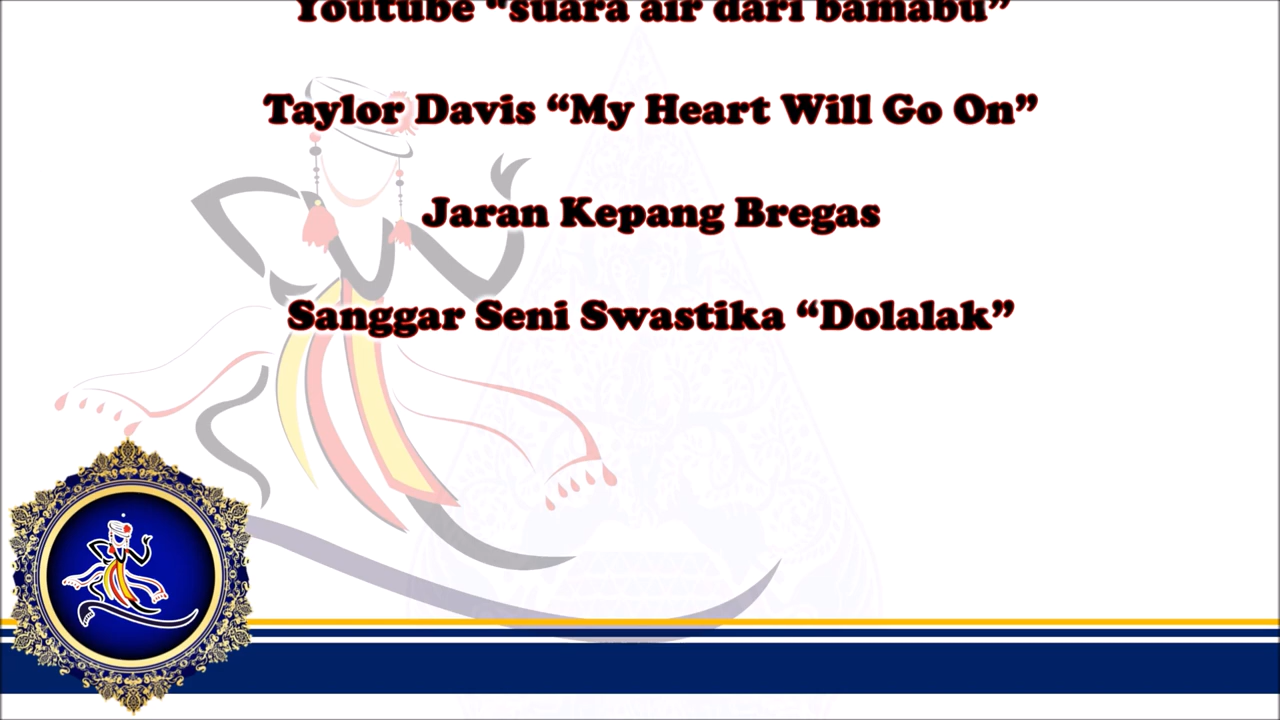 Youtube “suara air dari bamabu”
Taylor Davis “My Heart Will Go On”
Jaran Kepang Bregas
Sanggar Seni Swastika “Dolalak”